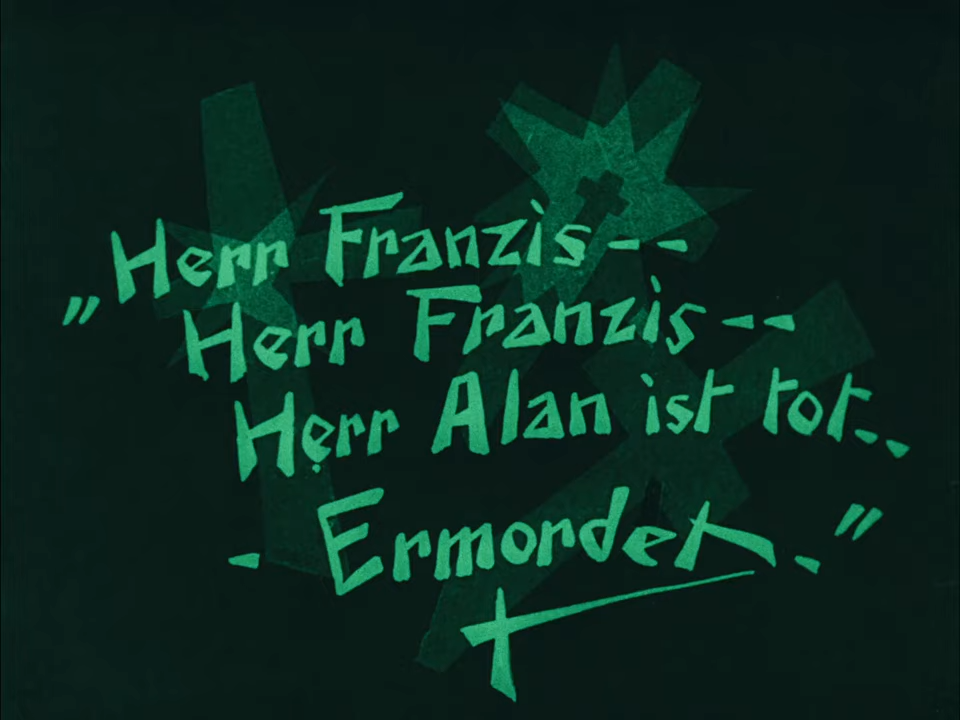 „Herr Franzis--
Herr Franzis--
Herr Alan ist tot--
- Ermordet-"